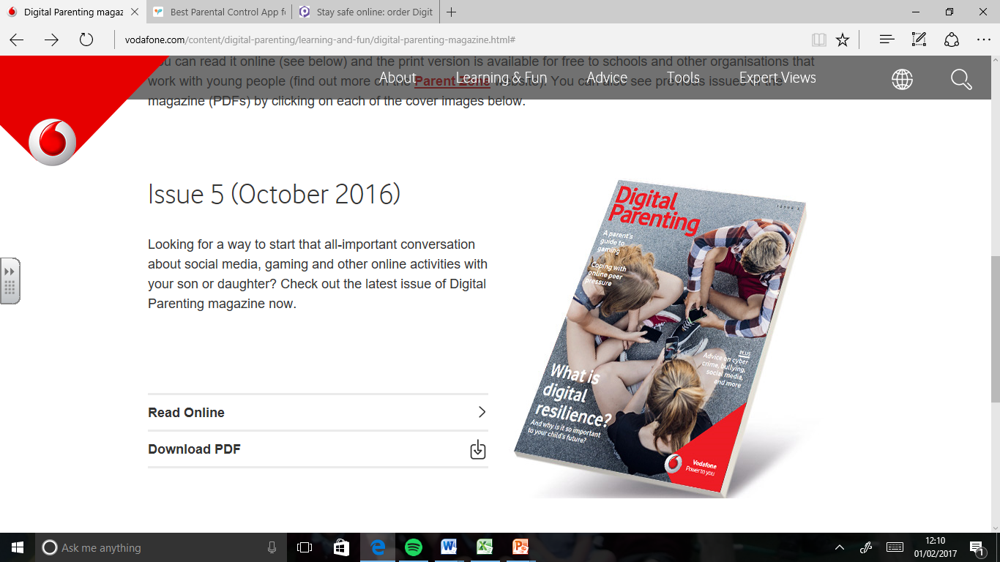 Digital Parenting magaz
Best Parental Control App f
Stay safe online: order Digit
vodafone.com/content/digital-parenting/learning-and-fun/digital-parenting-magazine.html#
can read it online (see below) and the print version is available for free to schools and other organisations that
About Learning & Fun Advice Tools Expert Views
work with young people (find out more on the Parent Zone website). You can also see previous issues of the
magazine (PDFs) by clicking on each of the cover images below.
Issue 5 (October 2016)
Looking for a way to start that all-important conversation
about social media, gaming and other online activities with
your son or daughter? Check out the latest issue of Digital
Parenting magazine now.
Read Online
Download PDF
Digital
Parenting
ISSUE 5
A parent's
guide to
gaming
Coping with
online peer
pressure
PLUS
Advice on cyber
crime, bullying,
social media,
and more
What is
digital
resilience?
And why is it so important
to your child's future?
Vodafone
Power to you
Ask me anything
12:10
01/02/2017
1